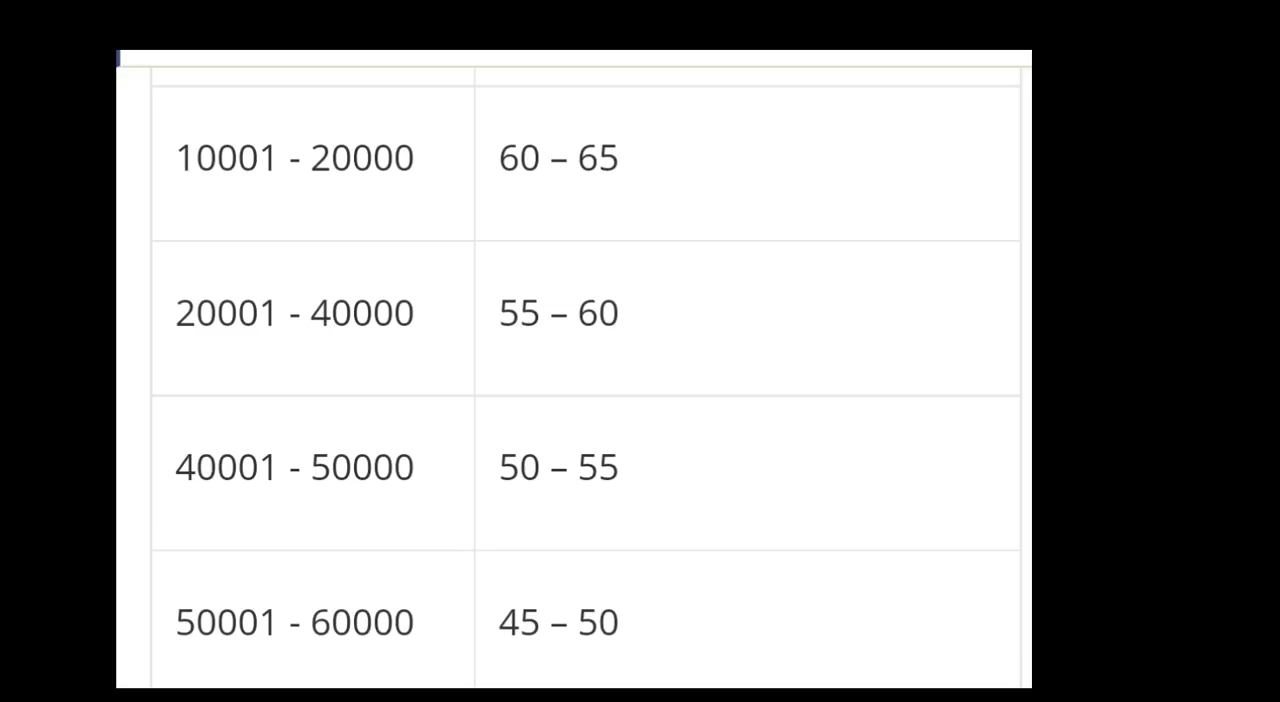 10001 - 20000 60 – 65
20001 - 40000 55 – 60
40001 - 50000 50 – 55
50001 - 60000 45 – 50